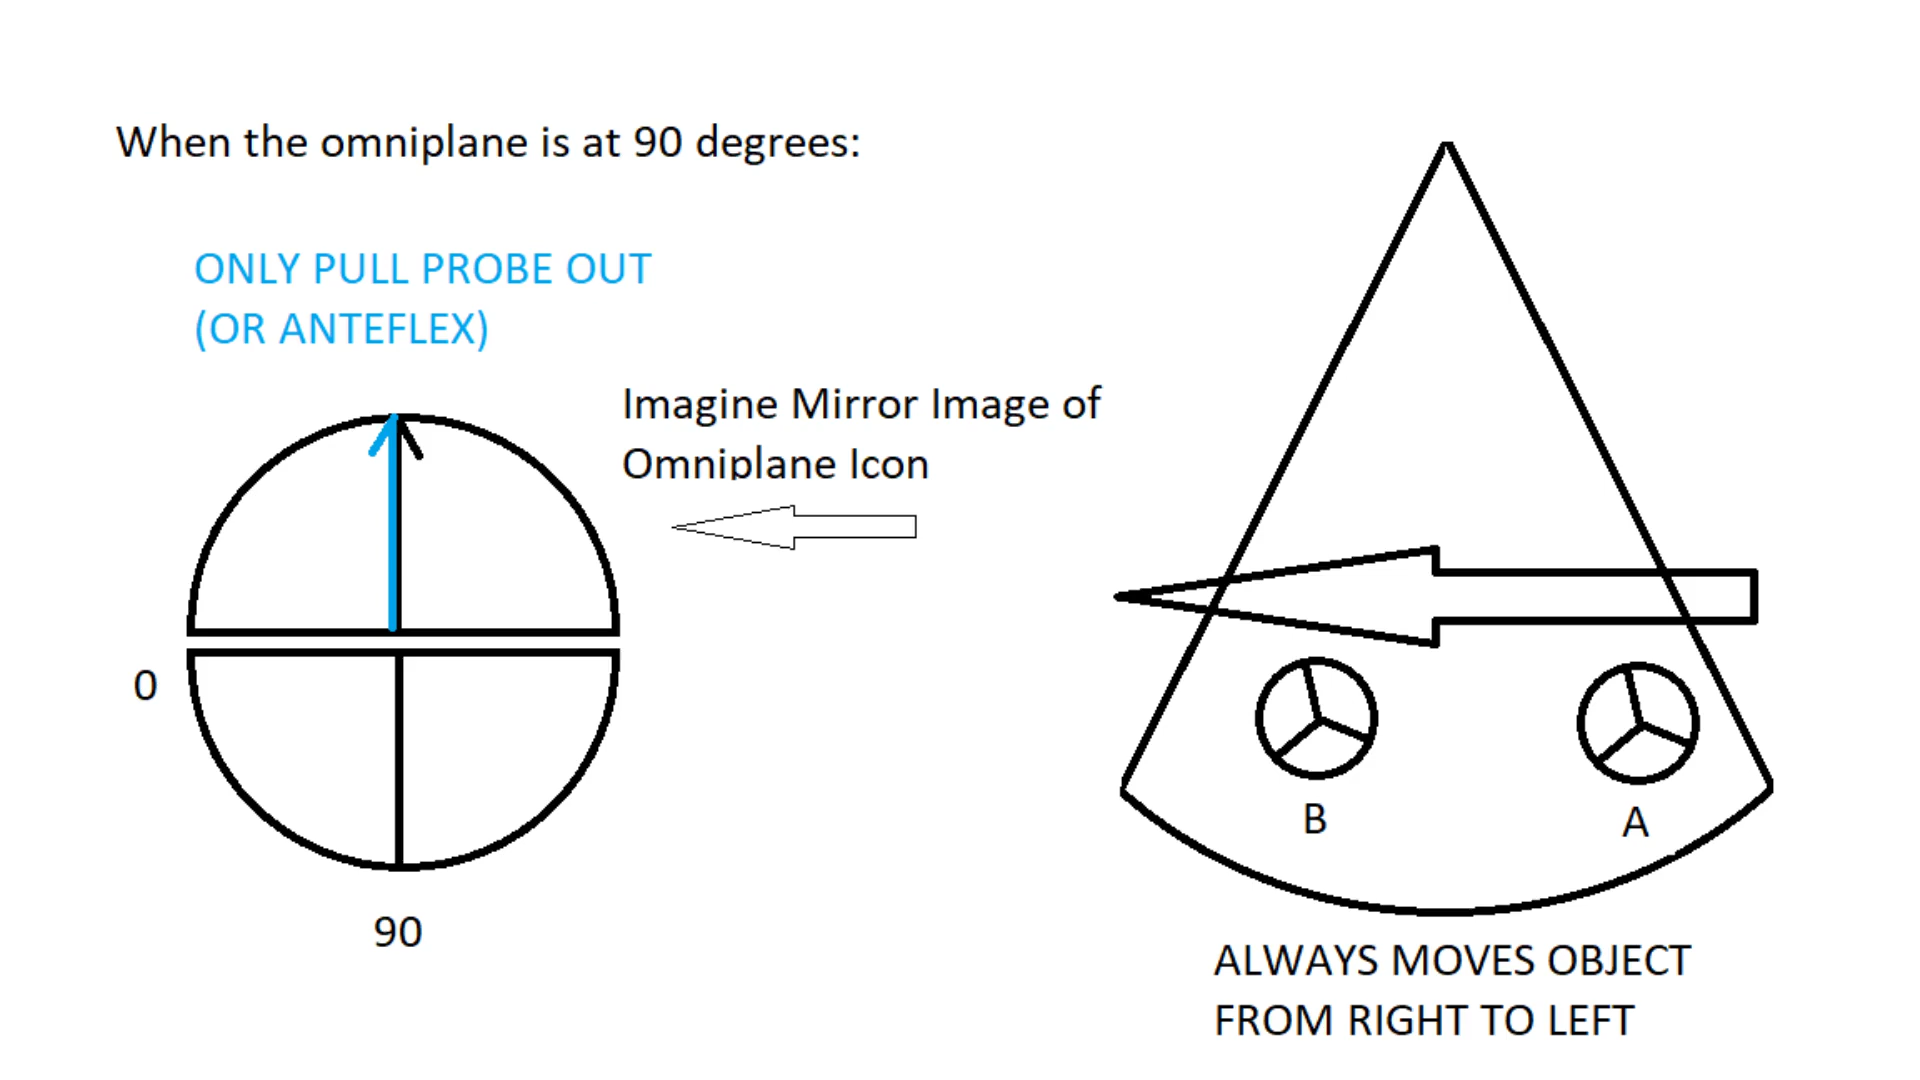 When the omniplane is at 90 degrees:
ONLY PULL PROBE OUT
(OR ANTEFLEX)
Imagine Mirror Image of
Omniplane Icon
0
90
B
A
ALWAYS MOVES OBJECT
FROM RIGHT TO LEFT